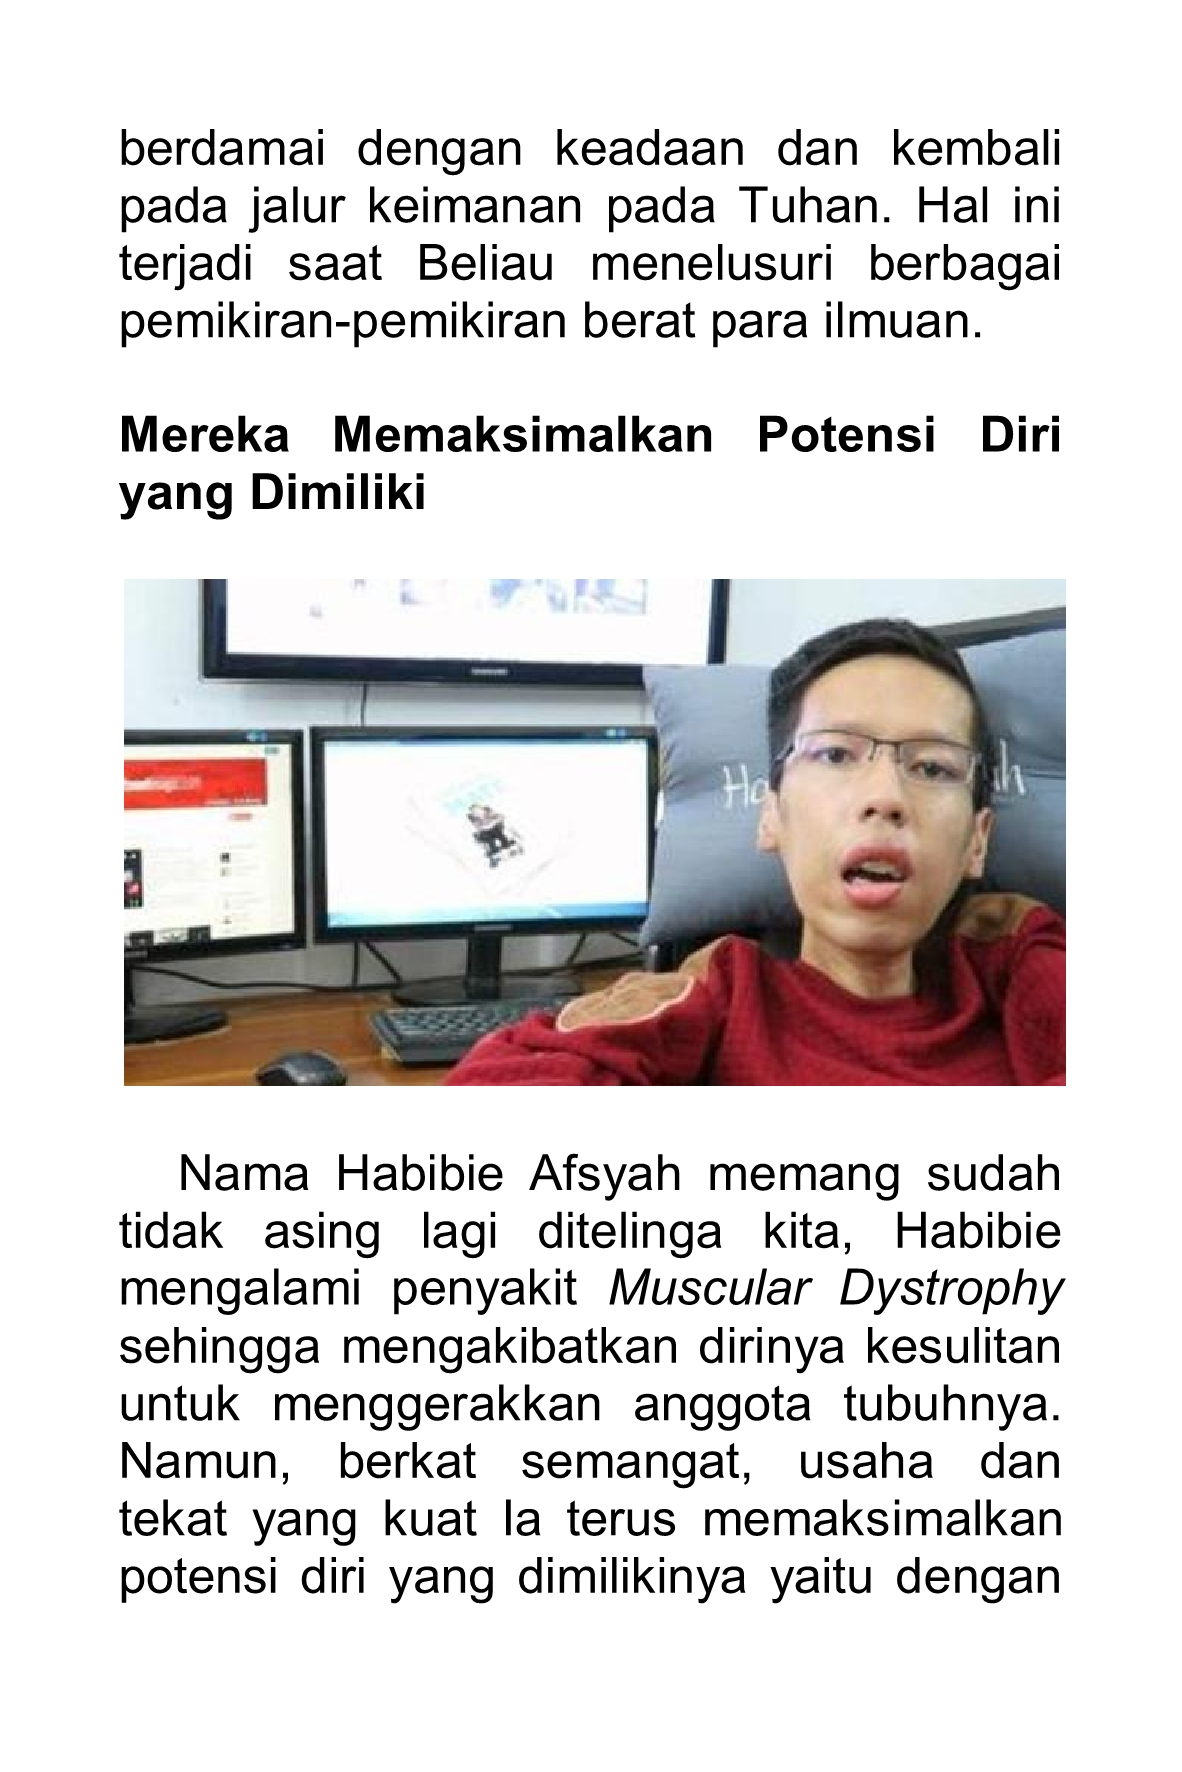 berdamai dengan keadaan dan kembali
pada jalur keimanan pada Tuhan. Hal ini
terjadi saat Beliau menelusuri berbagai
pemikiran-pemikiran berat para ilmuan.
Mereka Memaksimalkan Potensi Diri
yang Dimiliki
Nama Habibie Afsyah memang sudah
tidak asing lagi ditelinga kita, Habibie
mengalami penyakit Muscular Dystrophy
sehingga mengakibatkan dirinya kesulitan
untuk menggerakkan anggota tubuhnya.
Namun, berkat semangat, usaha dan
tekat yang kuat Ia terus memaksimalkan
potensi diri yang dimilikinya yaitu dengan